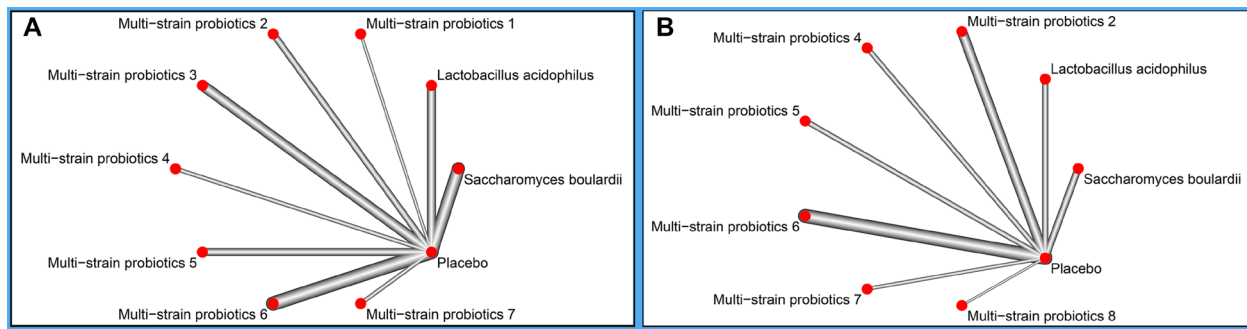 A
Multi−strain probiotics 2
Multi−strain probiotics 1
Multi−strain probiotics 3
Lactobacillus acidophilus
Multi−strain probiotics 4
Saccharomyces boulardii
Multi−strain probiotics 5
Placebo
Multi−strain probiotics 6
Multi−strain probiotics 7
B
Multi−strain probiotics 2
Multi−strain probiotics 4
Lactobacillus acidophilus
Multi−strain probiotics 5
Saccharomyces boulardii
Multi−strain probiotics 6
Placebo
Multi−strain probiotics 7
Multi−strain probiotics 8